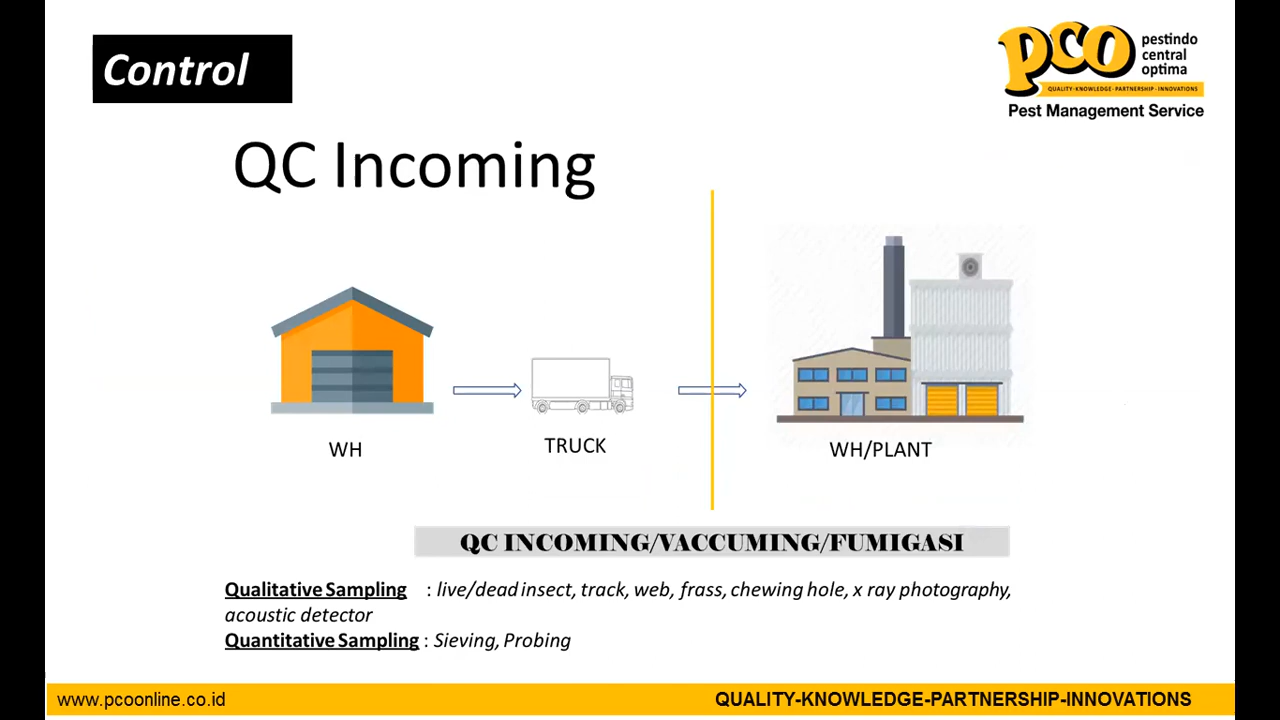 Control
pco pestindo
central
optima
QUALITY-KNOWLEDGE-PARTNERSHIP-INNOVATIONS
Pest Management Service
QC Incoming
WH
TRUCK
WH/PLANT
QC INCOMING/VACCUMING/FUMIGASI
Qualitative Sampling : live/dead insect, track, web, frass, chewing hole, x ray photography,
acoustic detector
Quantitative Sampling : Sieving, Probing
www.pcoonline.co.id
QUALITY-KNOWLEDGE-PARTNERSHIP-INNOVATIONS